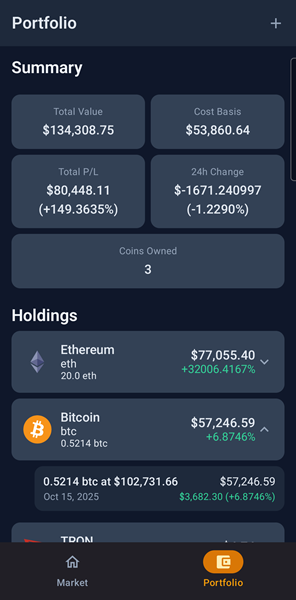 Portfolio
Summary
Total Value
$134,308.75
Cost Basis
$53,860.64
Total P/L
$80,448.11
(+149.3635%)
24h Change
$-1671.240997
(-1.2290%)
Coins Owned
3
Holdings
Ethereum
eth
20.0 eth
$77,055.40
+32006.4167%
Bitcoin
btc
0.5214 btc
$57,246.59
+6.8746%
0.5214 btc at $102,731.66
$57,246.59
Oct 15, 2025
$3,682.30 (+6.8746%)
TRON
Market
Portfolio